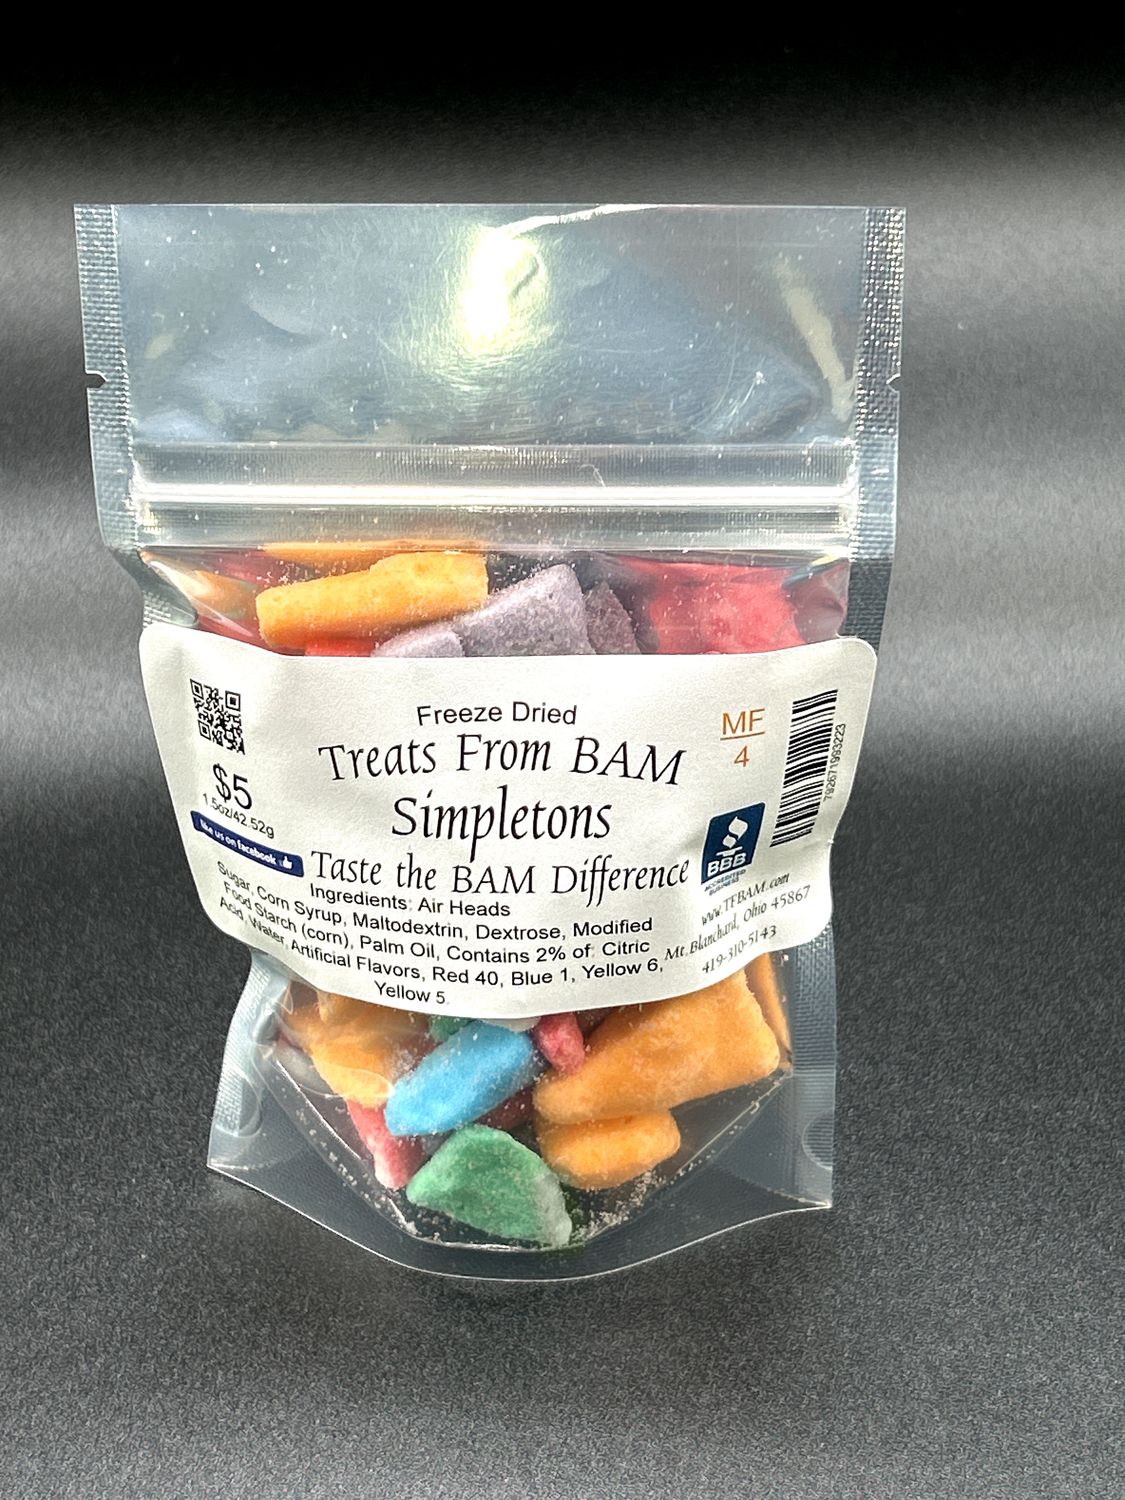 Freeze Dried
Treats From BAM
Simpletons
Taste the BAM Difference
$5
1.5oz/42.52g
like us on facebook
Ingredients: Air Heads
Sugar, Corn Syrup, Maltodextrin, Dextrose, Modified
Food Starch (corn), Palm Oil, Contains 2% of: Citric
Acid, Water, Artificial Flavors, Red 40, Blue 1, Yellow 6,
Yellow 5.
MF
4
792671993223
BBB
ACCREDITED
BUSINESS
www.TFBAM.com
Mt. Blanchard, Ohio 45867
419-310-5143